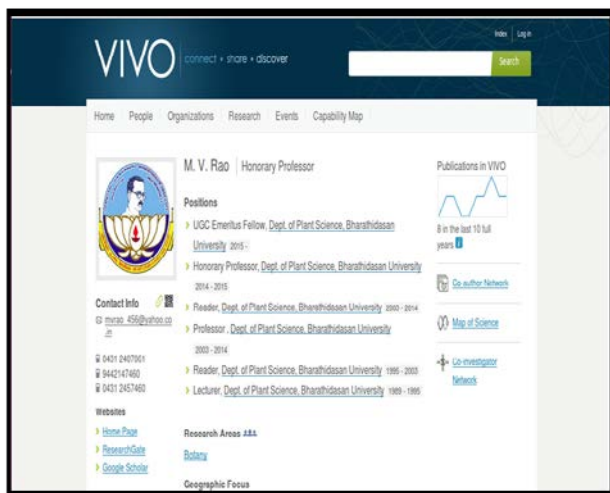 Index Log in
VIVO connect • share • discover
Search
Home People Organizations Research Events Capability Map
M. V. Rao Honorary Professor
Positions
UGC Emeritus Fellow, Dept. of Plant Science, Bharathidasan
University 2015 -
Honorary Professor, Dept. of Plant Science, Bharathidasan University
2014 - 2015
Reader, Dept. of Plant Science, Bharathidasan University 2000 - 2014
Professor , Dept. of Plant Science, Bharathidasan University
2003 - 2014
Reader, Dept. of Plant Science, Bharathidasan University 1995 - 2003
Lecturer, Dept. of Plant Science, Bharathidasan University 1989 - 1995
Research Areas
Botany
Geographic Focus
Contact Info
mvrao_456@yahoo.co
.in
0431 2407061
9442147460
0431 2457460
Websites
Home Page
ResearchGate
Google Scholar
Publications in VIVO
8 in the last 10 full
years
Co-author Network
Map of Science
Co-investigator
Network